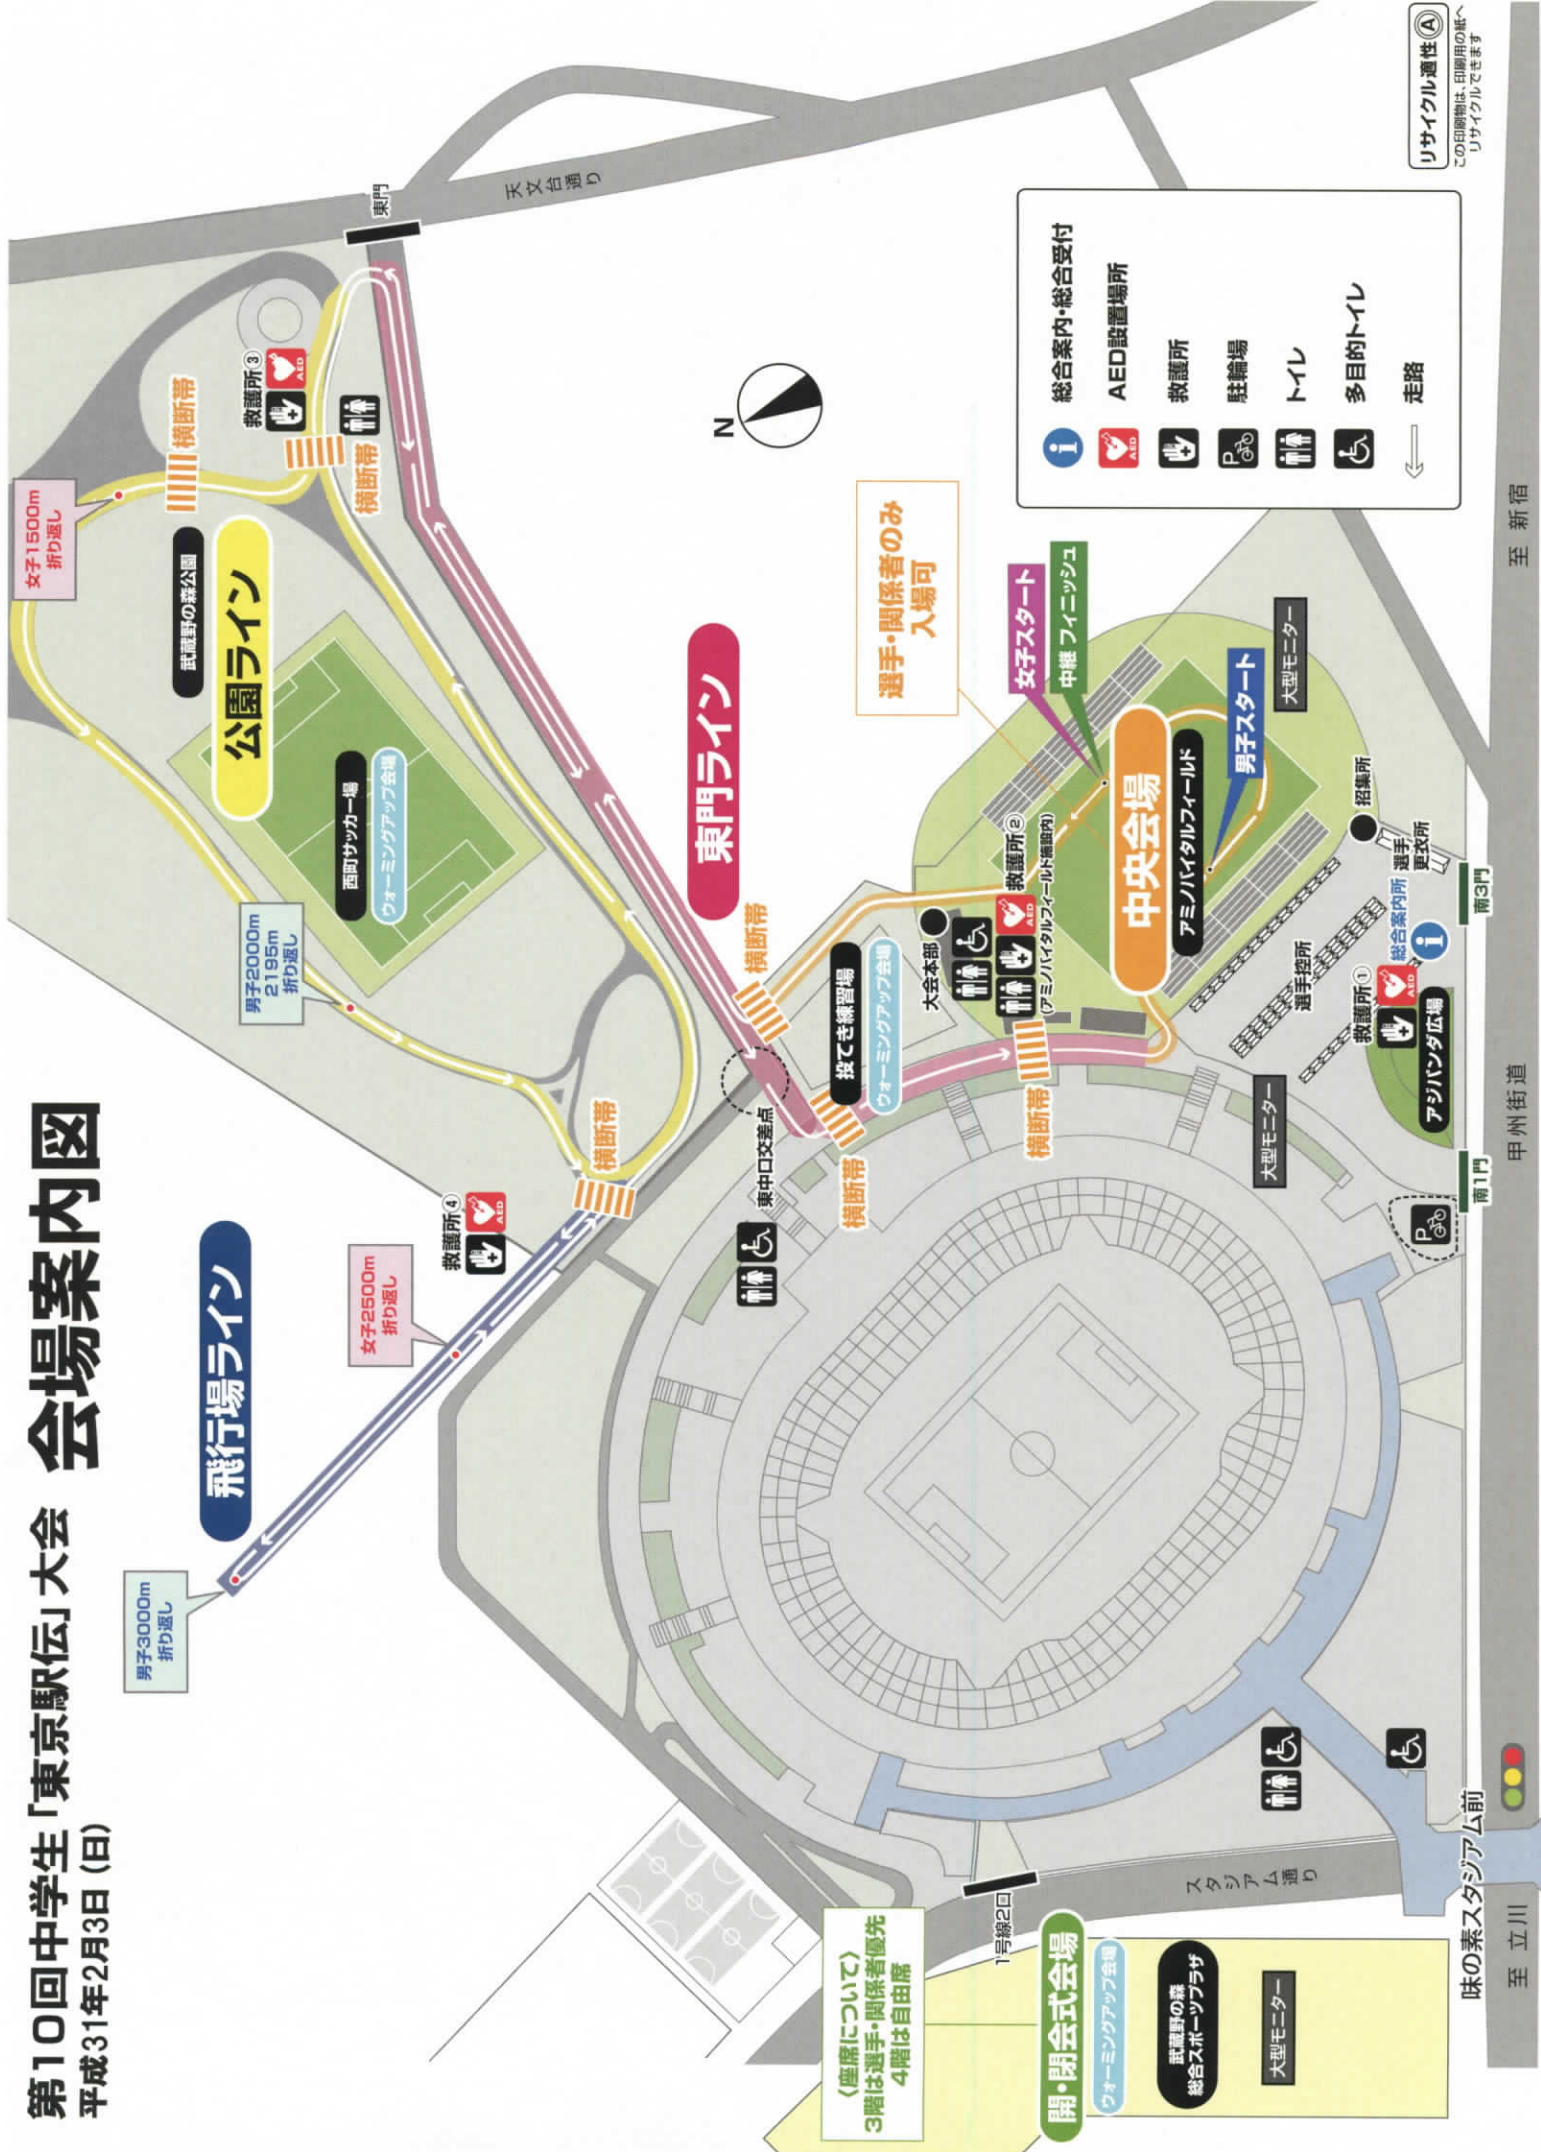 第10回中学生「東京駅伝」大会　会場案内図
平成31年2月3日（日）
男子3000m
折り返し
飛行場ライン
女子2500m
折り返し
救護所④
AED
横断帯
男子2000m
2195m
折り返し
女子1500m
折り返し
武蔵野の森公園
公園ライン
西町サッカー場
ウォーミングアップ会場
横断帯
救護所③
AED
横断帯
東門
天文台通り
東門ライン
N
横断帯
東中口交差点
横断帯
投てき練習場
ウォーミングアップ会場
横断帯
大会本部
救護所②
AED
(アミノバイタルフィールド施設内)
選手・関係者のみ
入場可
女子スタート
中継 フィニッシュ
中央会場
アミノバイタルフィールド
男子スタート
大型モニター
招集所
選手
更衣所
選手控所
総合案内所
i
救護所①
AED
アジパンダ広場
大型モニター
南1門
南3門
P
〈座席について〉
3階は選手・関係者優先
4階は自由席
1号線2口
開・閉会式会場
ウォーミングアップ会場
武蔵野の森
総合スポーツプラザ
大型モニター
スタジアム通り
味の素スタジアム前
至 立川
甲州街道
至 新宿
i 総合案内・総合受付
AED AED設置場所
救護所
P 駐輪場
トイレ
多目的トイレ
走路
リサイクル適性Ⓐ
この印刷物は、印刷用の紙へ
リサイクルできます